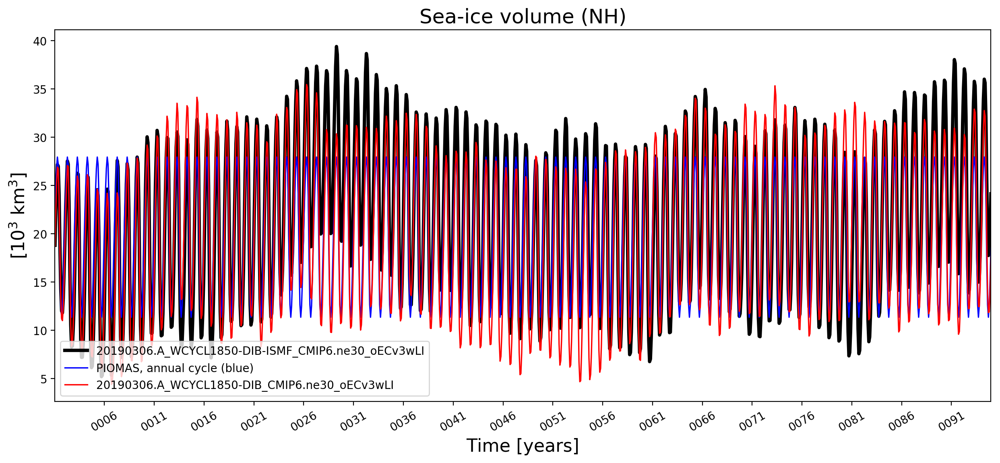 Sea-ice volume (NH)
40
35
30
25
20
15
10
5
[10³ km³]
20190306.A_WCYCL1850-DIB-ISMF_CMIP6.ne30_oECv3wLI
PIOMAS, annual cycle (blue)
20190306.A_WCYCL1850-DIB_CMIP6.ne30_oECv3wLI
0006 0011 0016 0021 0026 0031 0036 0041 0046 0051 0056 0061 0066 0071 0076 0081 0086 0091
Time [years]